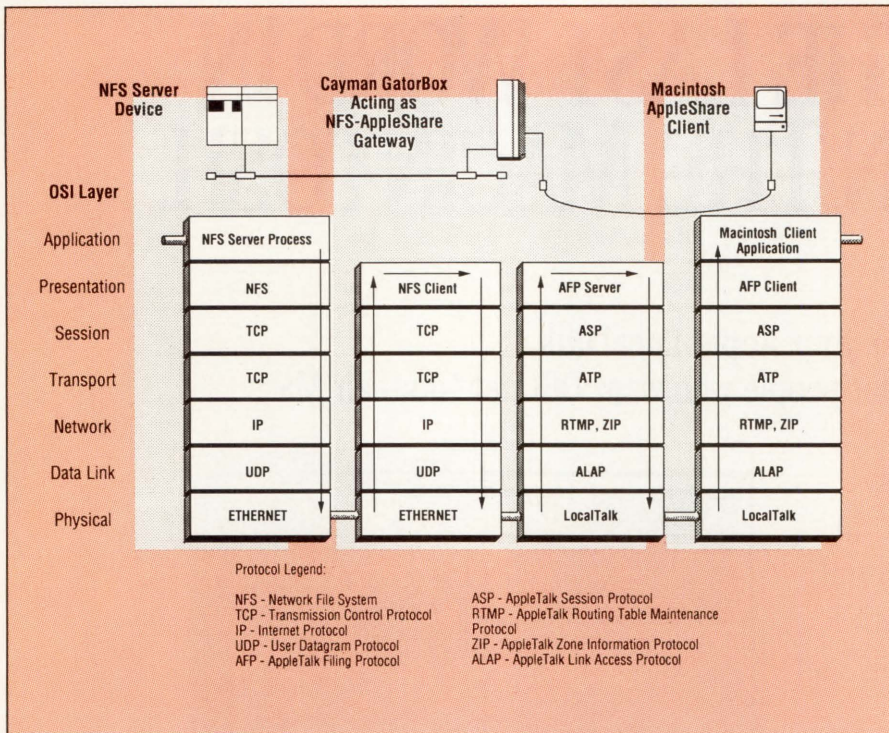 NFS Server
Device
Cayman GatorBox
Acting as
NFS-AppleShare
Gateway
Macintosh
AppleShare
Client
OSI Layer
Application
NFS Server Process
Macintosh Client
Application
Presentation
NFS
NFS Client
AFP Server
AFP Client
Session
TCP
TCP
ASP
ASP
Transport
TCP
TCP
ATP
ATP
Network
IP
IP
RTMP, ZIP
RTMP, ZIP
Data Link
UDP
UDP
ALAP
ALAP
Physical
ETHERNET
ETHERNET
LocalTalk
LocalTalk
Protocol Legend:
NFS - Network File System
TCP - Transmission Control Protocol
IP - Internet Protocol
UDP - User Datagram Protocol
AFP - AppleTalk Filing Protocol
ASP - AppleTalk Session Protocol
RTMP - AppleTalk Routing Table Maintenance
Protocol
ZIP - AppleTalk Zone Information Protocol
ALAP - AppleTalk Link Access Protocol